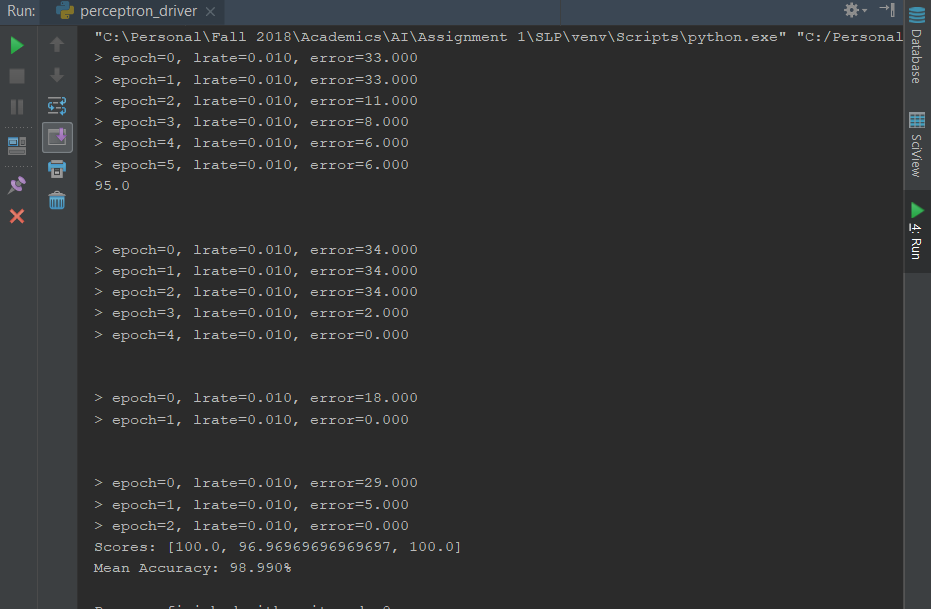 Run: perceptron_driver
"C:\Personal\Fall 2018\Academics\AI\Assignment 1\SLP\venv\Scripts\python.exe" "C:/Personal
> epoch=0, lrate=0.010, error=33.000
> epoch=1, lrate=0.010, error=33.000
> epoch=2, lrate=0.010, error=11.000
> epoch=3, lrate=0.010, error=8.000
> epoch=4, lrate=0.010, error=6.000
> epoch=5, lrate=0.010, error=6.000
95.0
> epoch=0, lrate=0.010, error=34.000
> epoch=1, lrate=0.010, error=34.000
> epoch=2, lrate=0.010, error=34.000
> epoch=3, lrate=0.010, error=2.000
> epoch=4, lrate=0.010, error=0.000
> epoch=0, lrate=0.010, error=18.000
> epoch=1, lrate=0.010, error=0.000
> epoch=0, lrate=0.010, error=29.000
> epoch=1, lrate=0.010, error=5.000
> epoch=2, lrate=0.010, error=0.000
Scores: [100.0, 96.96969696969697, 100.0]
Mean Accuracy: 98.990%
Database
SciView
4: Run